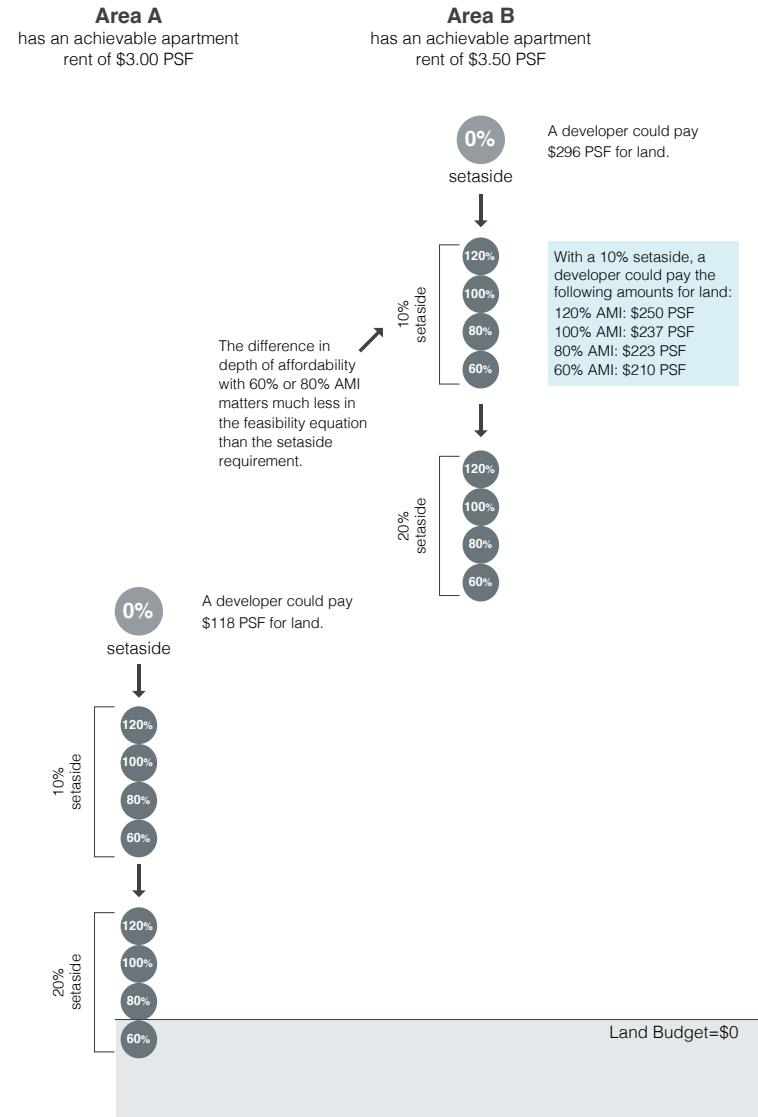 Area A
has an achievable apartment
rent of $3.00 PSF
Area B
has an achievable apartment
rent of $3.50 PSF
0%
setaside
A developer could pay
$296 PSF for land.
10%
setaside
120%
100%
80%
60%
With a 10% setaside, a
developer could pay the
following amounts for land:
120% AMI: $250 PSF
100% AMI: $237 PSF
80% AMI: $223 PSF
60% AMI: $210 PSF
The difference in
depth of affordability
with 60% or 80% AMI
matters much less in
the feasibility equation
than the setaside
requirement.
20%
setaside
120%
100%
80%
60%
0%
setaside
A developer could pay
$118 PSF for land.
10%
setaside
120%
100%
80%
60%
20%
setaside
120%
100%
80%
60%
Land Budget=$0